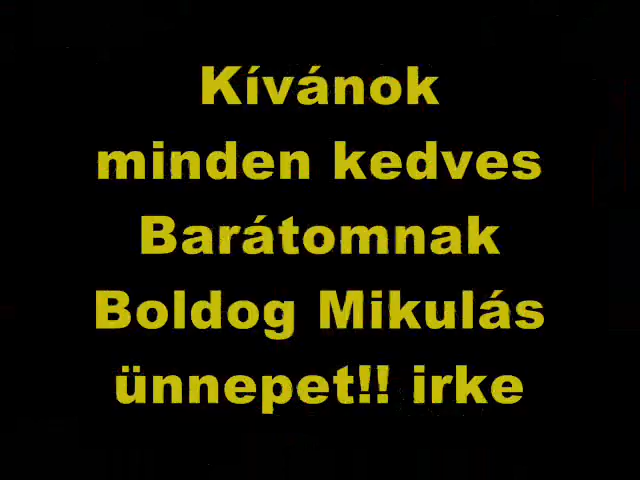 Kívánok
minden kedves
Barátomnak
Boldog Mikulás
ünnepet!! irke